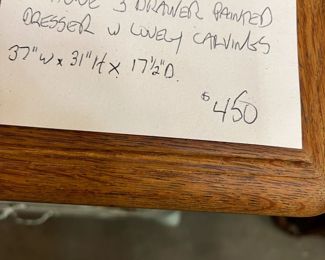 3 DRAWER PAINTED
DRESSER W LOVELY CARVINGS
37"W x 31"H x 17½"D.
$450